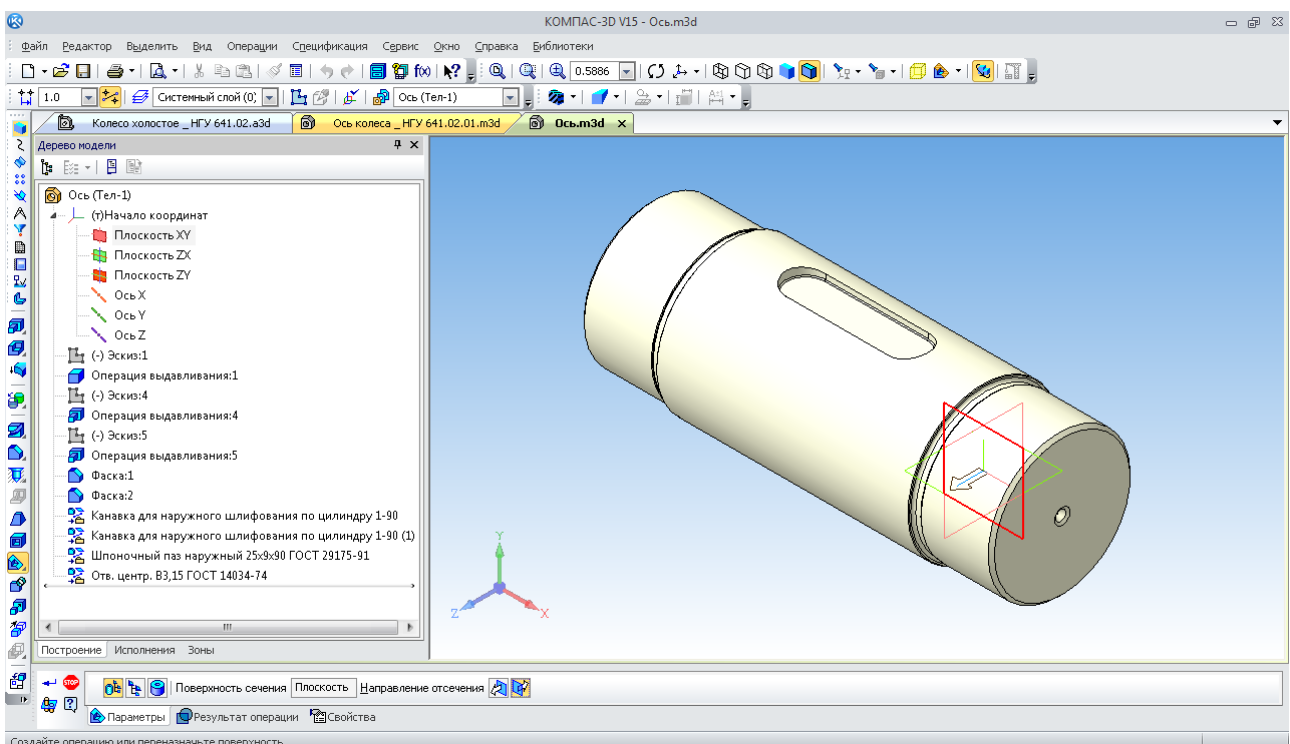 КОМПАС-3D V15 - Ось.m3d
Файл Редактор Выделить Вид Операции Спецификация Сервис Окно Справка Библиотеки
0.5886
1.0 Системный слой (0) Ось (Тел-1)
Колесо холостое _НГУ 641.02.a3d Ось колеса _ НГУ 641.02.01.m3d Ось.m3d
Дерево модели
Ось (Тел-1)
(т)Начало координат
Плоскость XY
Плоскость ZX
Плоскость ZY
Ось X
Ось Y
Ось Z
(-) Эскиз:1
Операция выдавливания:1
(-) Эскиз:4
Операция выдавливания:4
(-) Эскиз:5
Операция выдавливания:5
Фаска:1
Фаска:2
Канавка для наружного шлифования по цилиндру 1-90
Канавка для наружного шлифования по цилиндру 1-90 (1)
Шпоночный паз наружный 25x9x90 ГОСТ 29175-91
Отв. центр. B3,15 ГОСТ 14034-74
Y
Z
X
Построение Исполнения Зоны
STOP Поверхность сечения Плоскость Направление отсечения
Параметры Результат операции Свойства
Создайте операцию или переназначьте поверхность